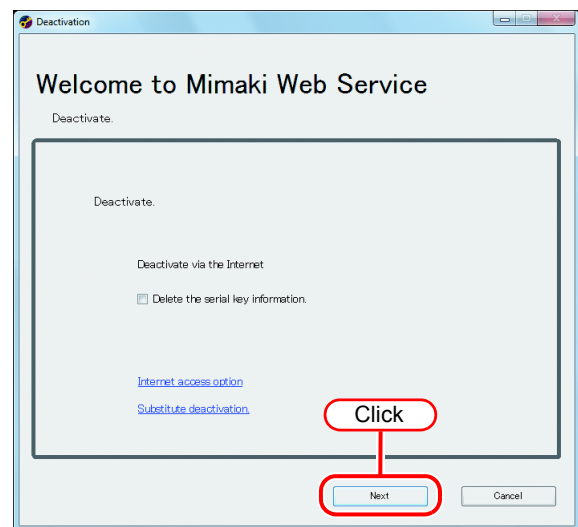 Deactivation
Welcome to Mimaki Web Service
Deactivate.
Deactivate.
Deactivate via the Internet
Delete the serial key information.
Internet access option
Substitute deactivation.
Click
Next
Cancel